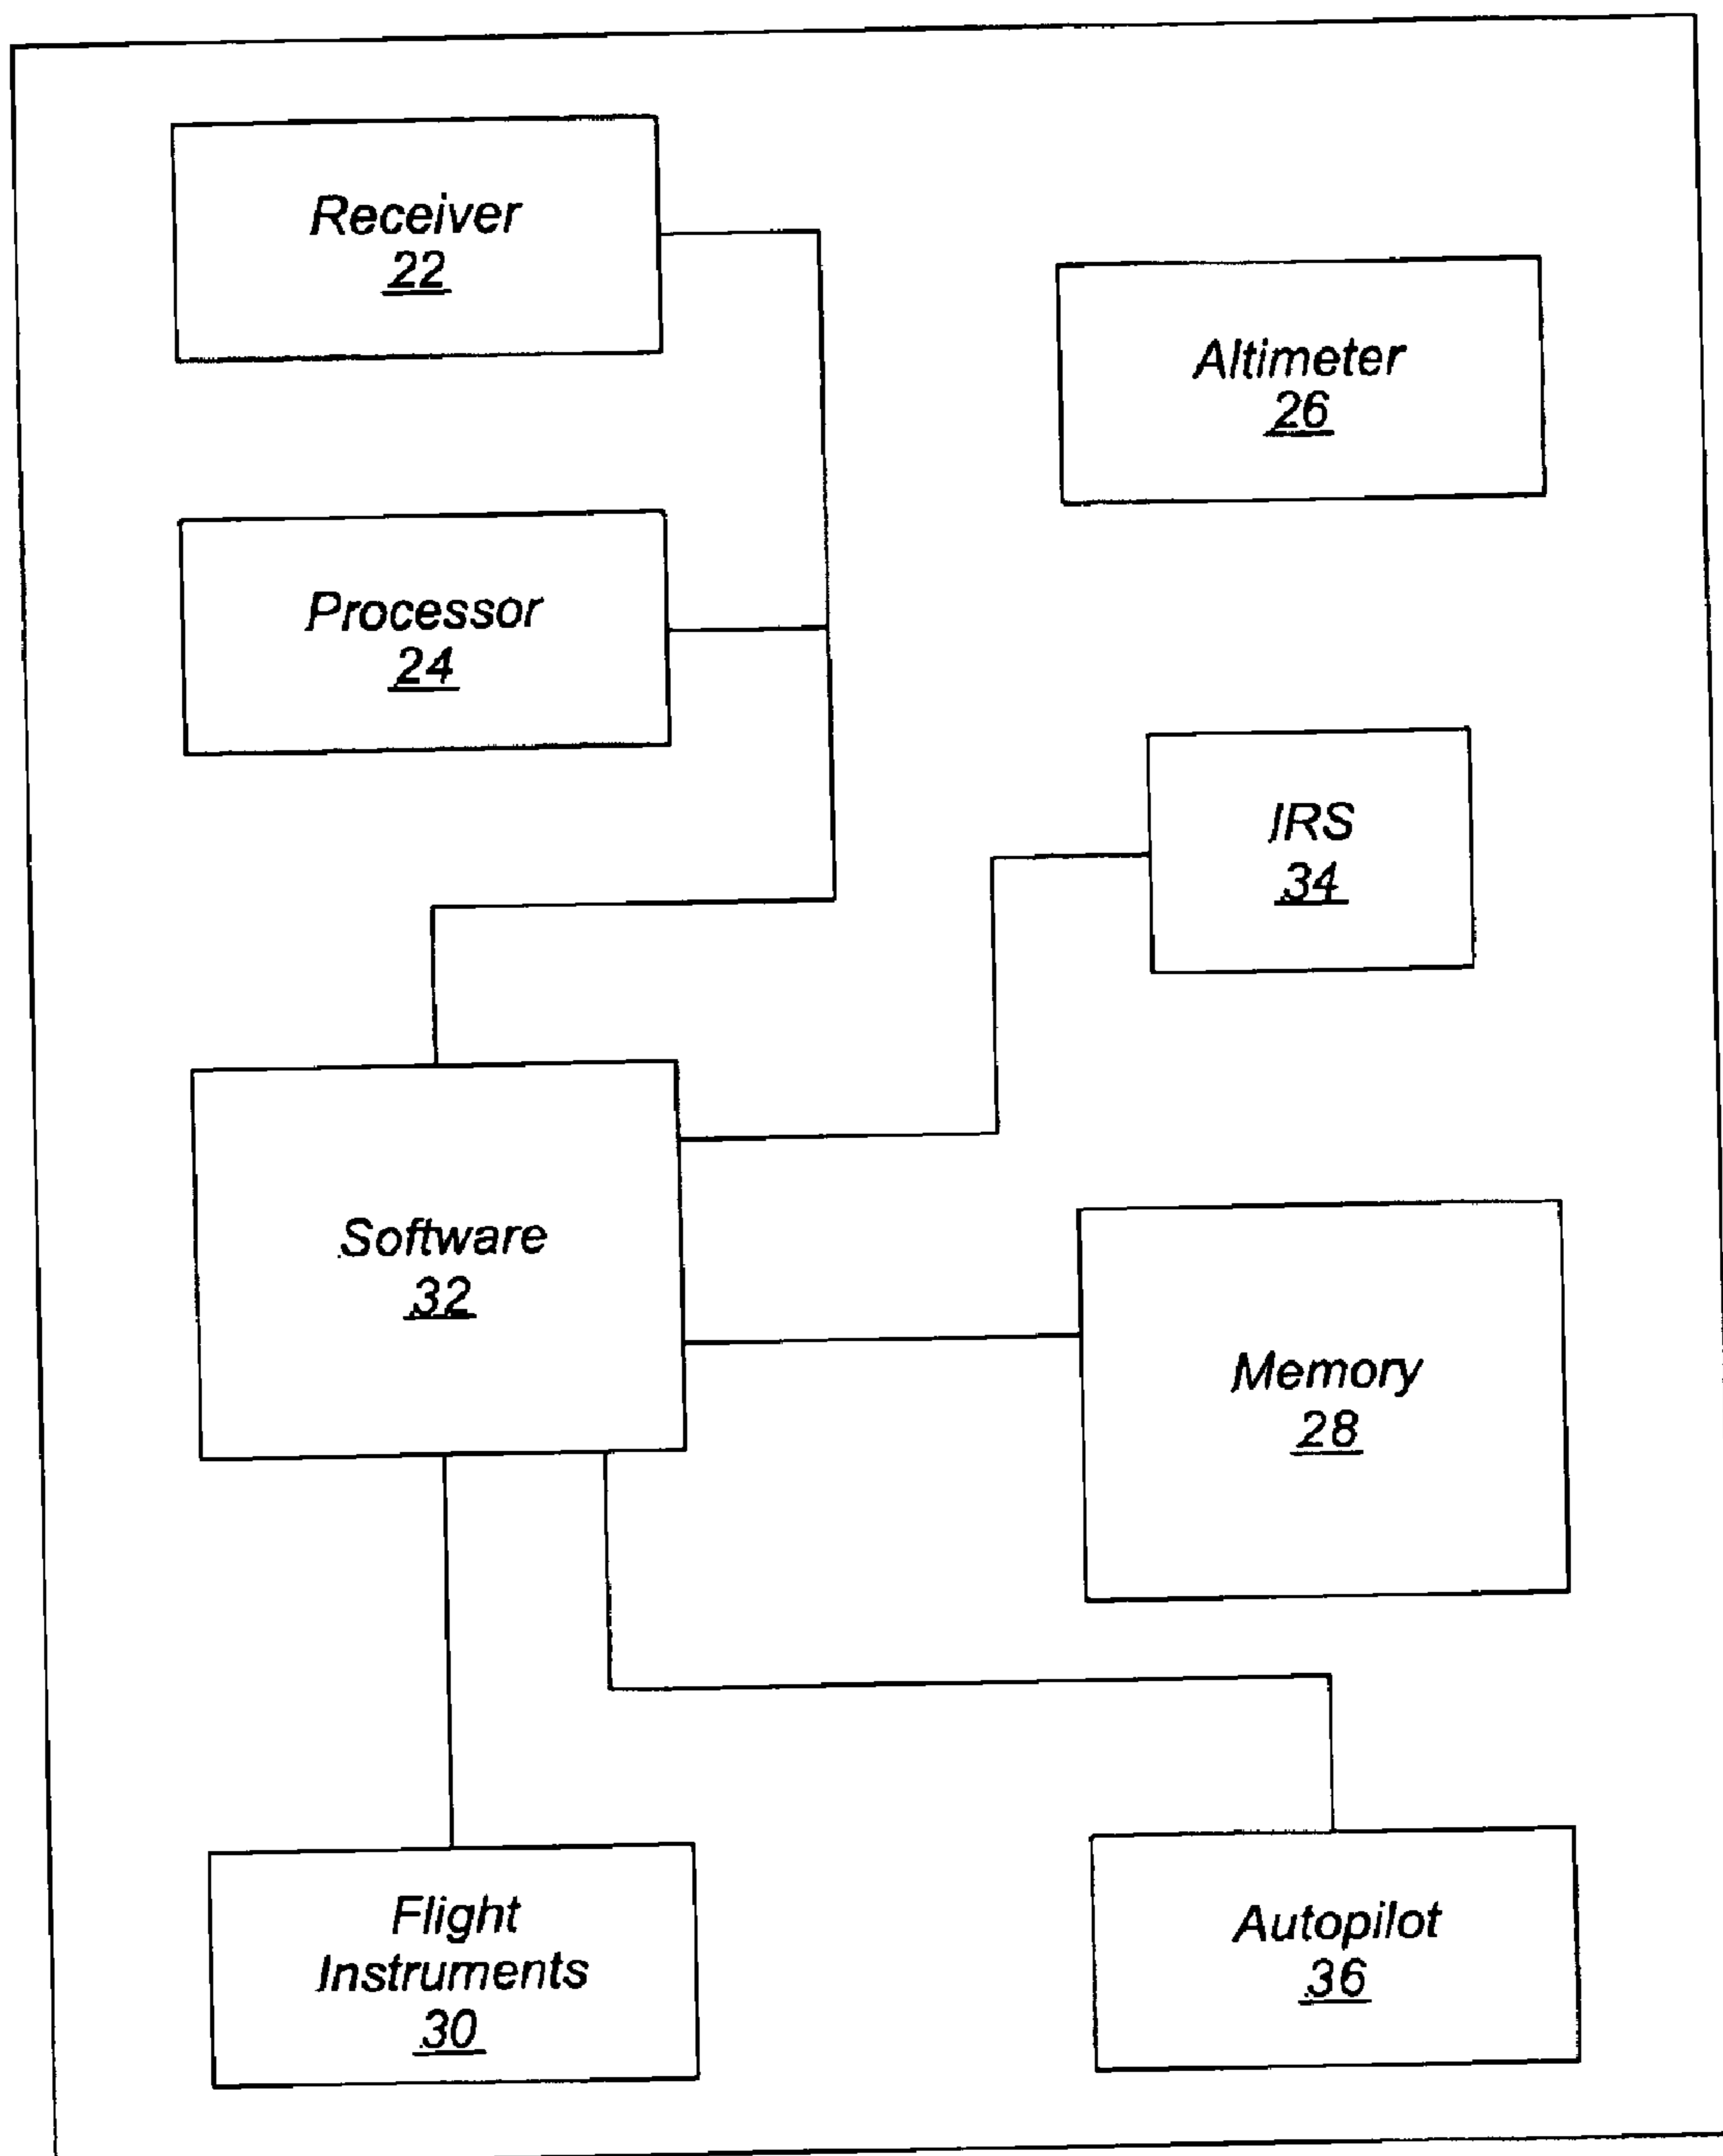 Receiver
22
Altimeter
26
Processor
24
IRS
34
Software
32
Memory
28
Flight
Instruments
30
Autopilot
36